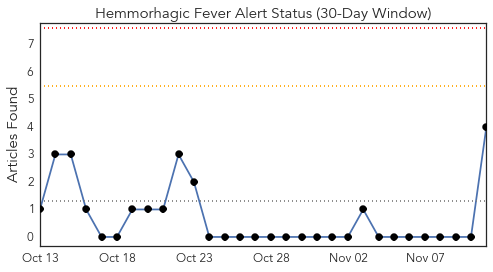 Hemmorhagic Fever Alert Status (30-Day Window)
Articles Found
7
6
5
4
3
2
1
0
Oct 13
Oct 18
Oct 23
Oct 28
Nov 02
Nov 07